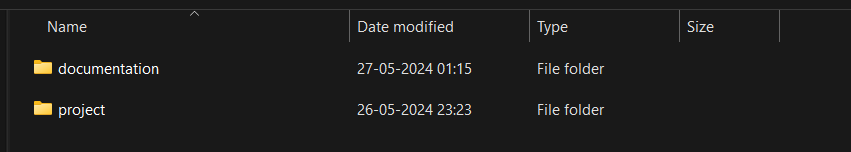 Name Date modified Type Size
documentation 27-05-2024 01:15 File folder
project 26-05-2024 23:23 File folder